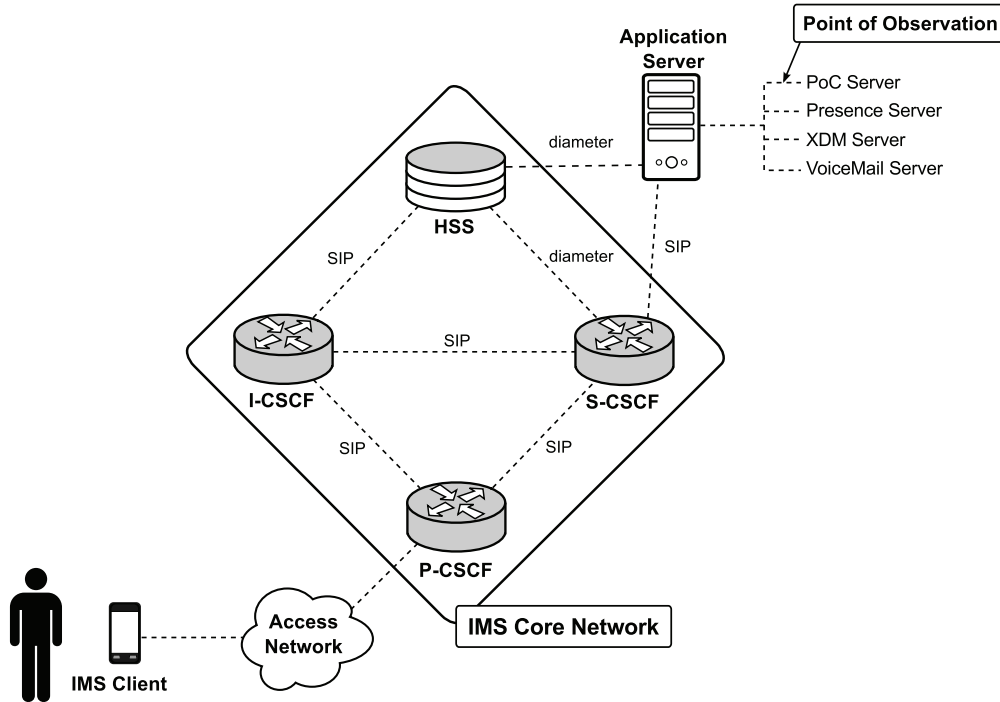 Point of Observation
Application
Server
PoC Server
Presence Server
XDM Server
VoiceMail Server
diameter
HSS
SIP
diameter
SIP
SIP
I-CSCF
S-CSCF
SIP
SIP
P-CSCF
Access
Network
IMS Core Network
IMS Client